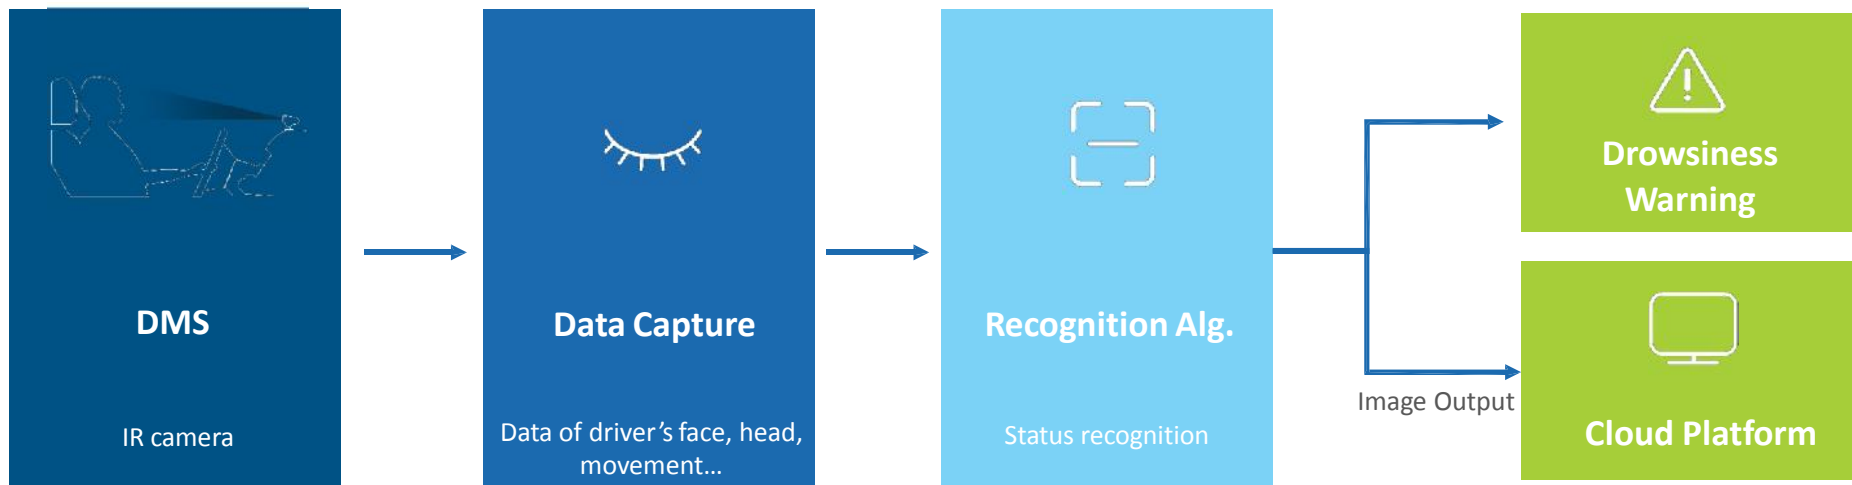 DMS
IR camera
Data Capture
Data of driver’s face, head,
movement…
Recognition Alg.
Status recognition
Drowsiness
Warning
Image Output
Cloud Platform